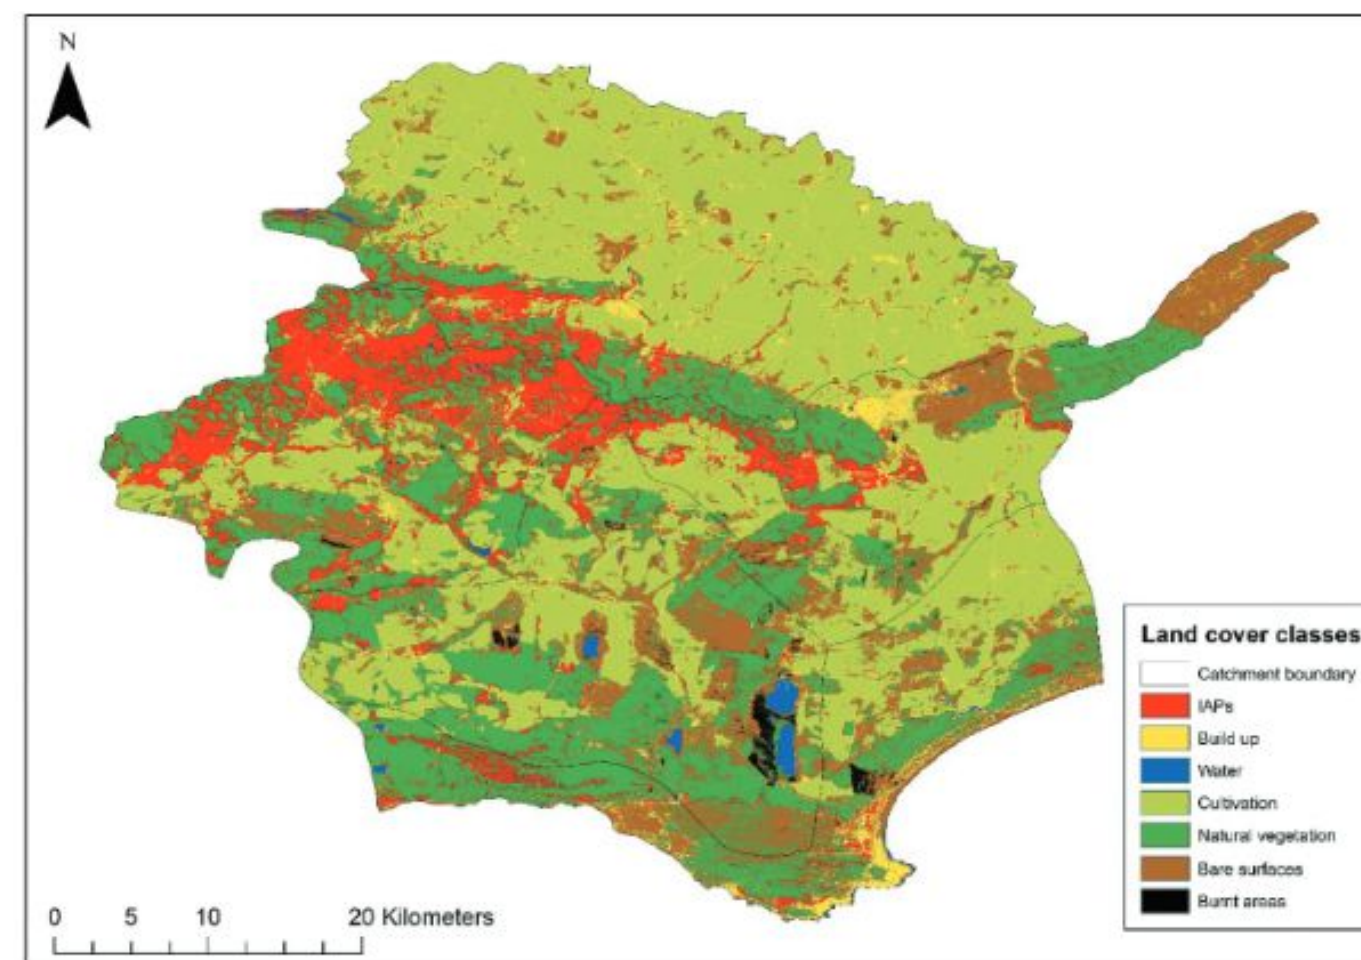 N
Land cover classes
Catchment boundary
IAPs
Build up
Water
Cultivation
Natural vegetation
Bare surfaces
Burnt areas
0 5 10 20 Kilometers